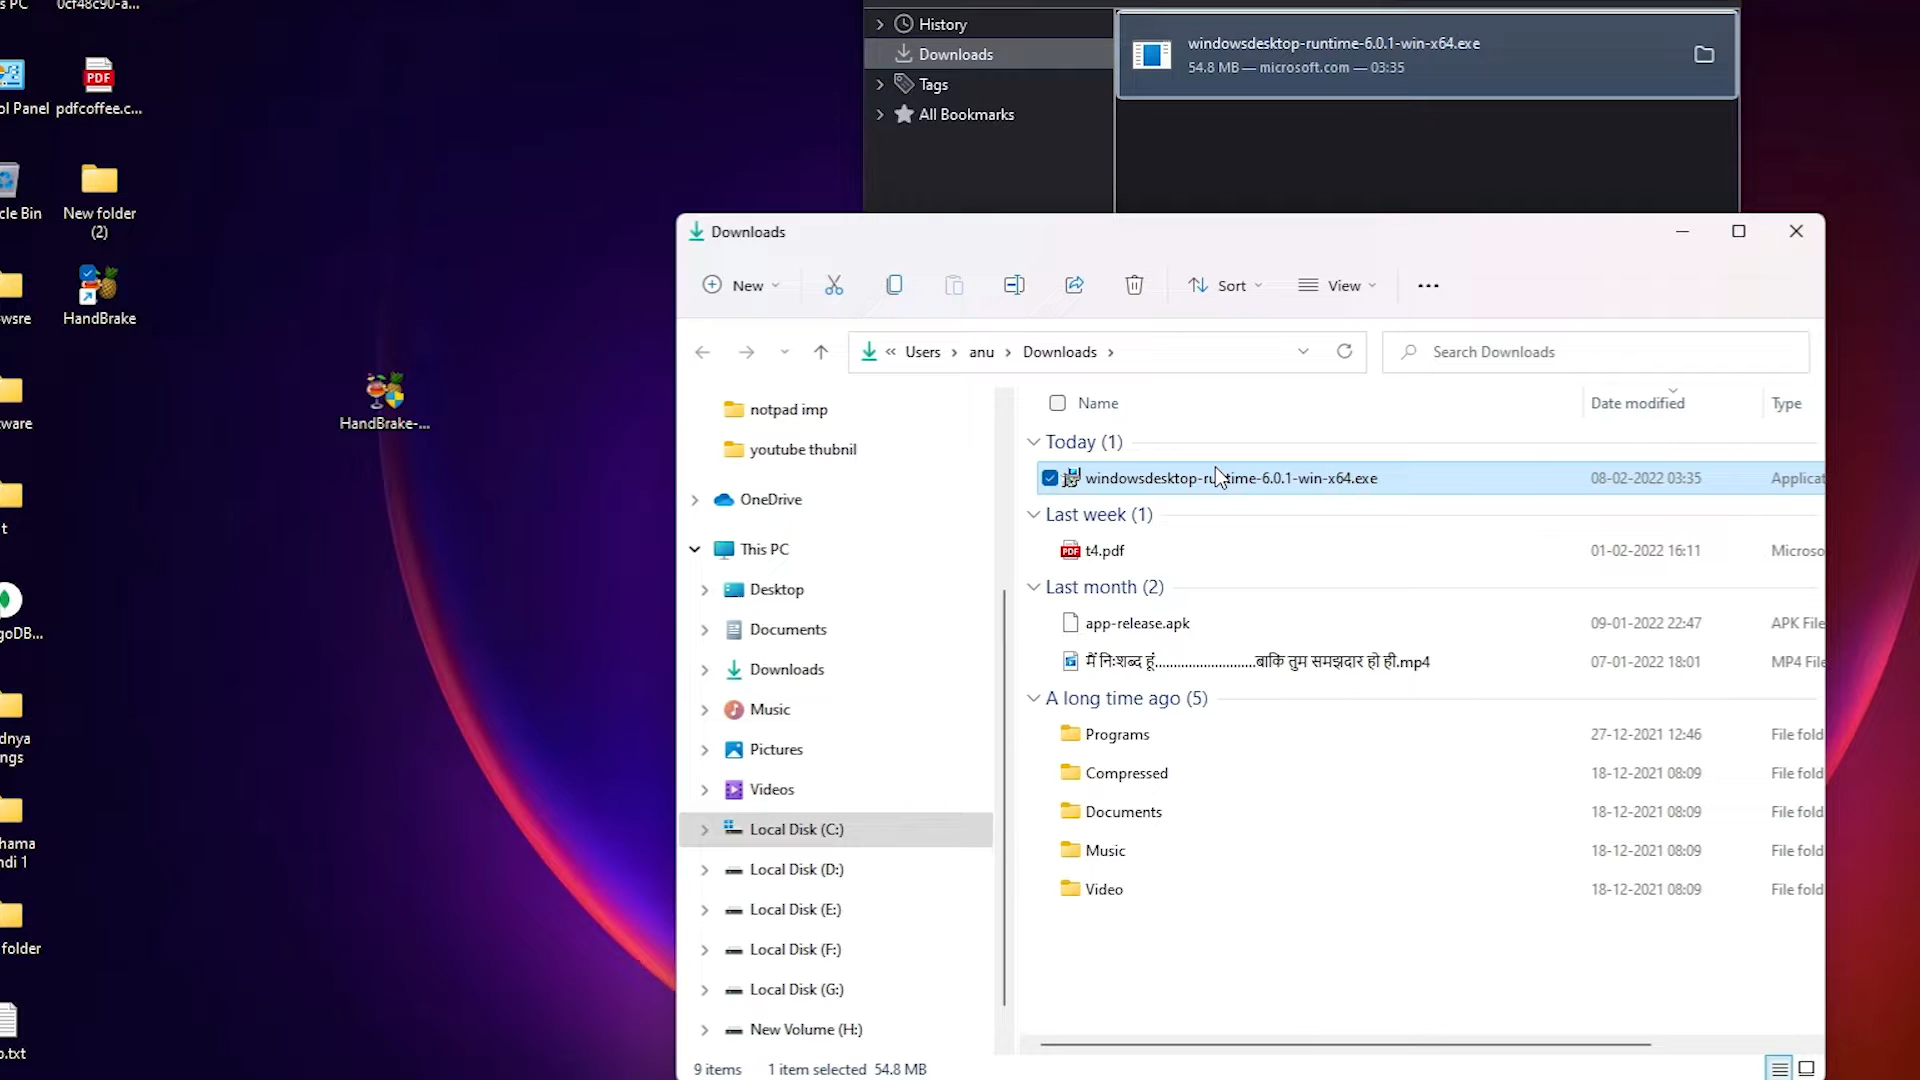 s PC
0cf48c90-a...
ol Panel
pdfcoffee.c...
cle Bin
New folder
(2)
wsre
HandBrake
ware
HandBrake-...
t
goDB...
dnya
ngs
hama
ndi 1
folder
o.txt
History
Downloads
Tags
All Bookmarks
windowsdesktop-runtime-6.0.1-win-x64.exe
54.8 MB — microsoft.com — 03:35
Downloads
New
Sort
View
« Users › anu › Downloads ›
Search Downloads
notpad imp
youtube thubnil
OneDrive
This PC
Desktop
Documents
Downloads
Music
Pictures
Videos
Local Disk (C:)
Local Disk (D:)
Local Disk (E:)
Local Disk (F:)
Local Disk (G:)
New Volume (H:)
Name Date modified Type
Today (1)
windowsdesktop-runtime-6.0.1-win-x64.exe 08-02-2022 03:35 Applicat
Last week (1)
t4.pdf 01-02-2022 16:11 Microso
Last month (2)
app-release.apk 09-01-2022 22:47 APK File
मैं निःशब्द हूं...........................बाकि तुम समझदार हो ही.mp4 07-01-2022 18:01 MP4 File
A long time ago (5)
Programs 27-12-2021 12:46 File fold
Compressed 18-12-2021 08:09 File fold
Documents 18-12-2021 08:09 File fold
Music 18-12-2021 08:09 File fold
Video 18-12-2021 08:09 File fold
9 items 1 item selected 54.8 MB